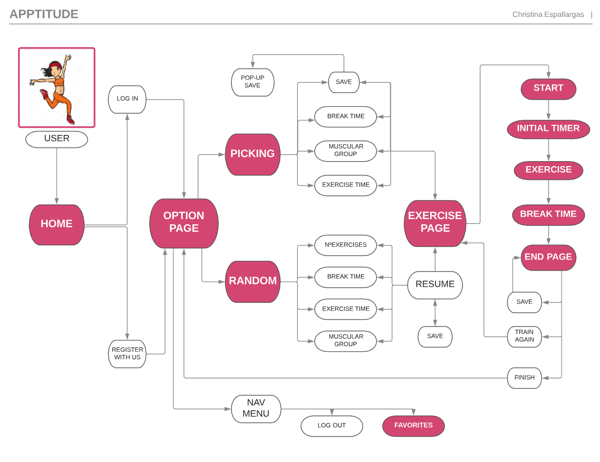 APPTITUDE
Christina Espallargas |
USER
HOME
LOG IN
REGISTER
WITH US
OPTION
PAGE
PICKING
RANDOM
POP-UP
SAVE
SAVE
BREAK TIME
MUSCULAR
GROUP
EXERCISE TIME
NºEXERCISES
BREAK TIME
EXERCISE TIME
MUSCULAR
GROUP
EXERCISE
PAGE
RESUME
SAVE
START
INITIAL TIMER
EXERCISE
BREAK TIME
END PAGE
SAVE
TRAIN
AGAIN
FINISH
NAV
MENU
LOG OUT
FAVORITES